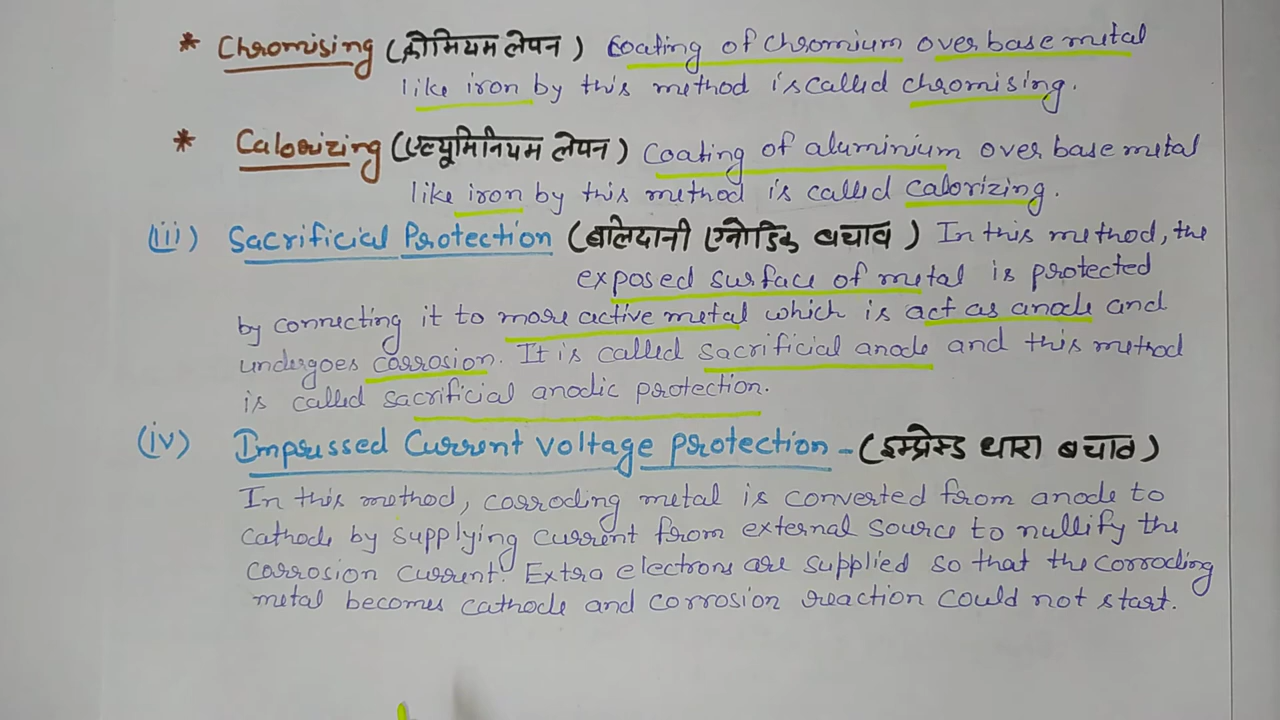 * Chromising (क्रोमियम लेपन) Coating of chromium over base metal
like iron by this method is called chromising.
* Calorizing (एल्यूमिनियम लेपन) Coating of aluminium over base metal
like iron by this method is called calorizing.
(iii) Sacrificial Protection (बलिदानी एनोडिक बचाव) In this method, the
exposed surface of metal is protected
by connecting it to more active metal which is act as anode and
undergoes corrosion. It is called sacrificial anode and this method
is called sacrificial anodic protection.
(iv) Impressed Current Voltage protection - (इम्प्रेस्ड धारा बचाव)
In this method, corroding metal is converted from anode to
cathode by supplying current from external source to nullify the
corrosion current. Extra electrons are supplied so that the corroding
metal becomes cathode and corrosion reaction could not start.